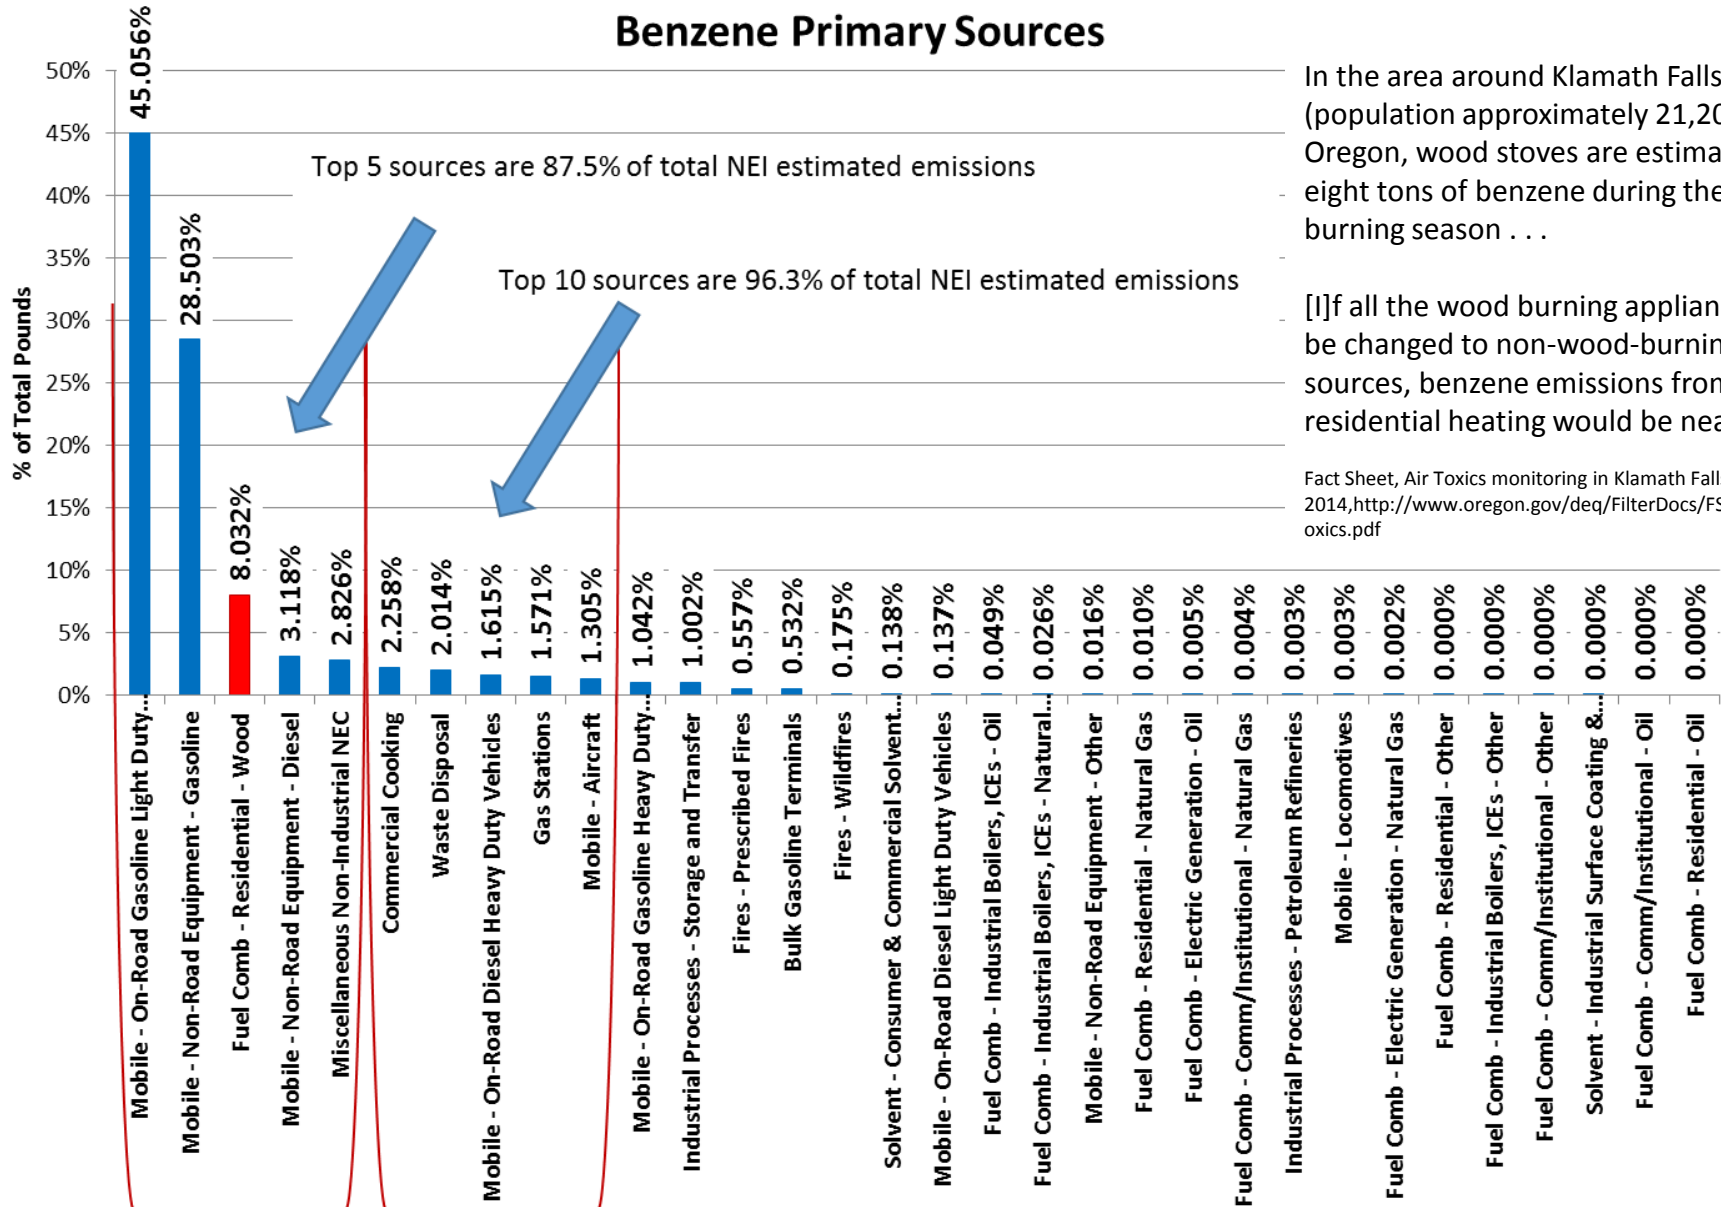 Benzene Primary Sources
% of Total Pounds
50%
45%
40%
35%
30%
25%
20%
15%
10%
5%
0%
Top 5 sources are 87.5% of total NEI estimated emissions
Top 10 sources are 96.3% of total NEI estimated emissions
45.056%
28.503%
8.032%
3.118%
2.826%
2.258%
2.014%
1.615%
1.571%
1.305%
1.042%
1.002%
0.557%
0.532%
0.175%
0.138%
0.137%
0.049%
0.026%
0.016%
0.010%
0.005%
0.004%
0.003%
0.003%
0.002%
0.000%
0.000%
0.000%
0.000%
0.000%
0.000%
Mobile - On-Road Gasoline Light Duty...
Mobile - Non-Road Equipment - Gasoline
Fuel Comb - Residential - Wood
Mobile - Non-Road Equipment - Diesel
Miscellaneous Non-Industrial NEC
Commercial Cooking
Waste Disposal
Mobile - On-Road Diesel Heavy Duty Vehicles
Gas Stations
Mobile - Aircraft
Mobile - On-Road Gasoline Heavy Duty...
Industrial Processes - Storage and Transfer
Fires - Prescribed Fires
Bulk Gasoline Terminals
Fires - Wildfires
Solvent - Consumer & Commercial Solvent...
Mobile - On-Road Diesel Light Duty Vehicles
Fuel Comb - Industrial Boilers, ICEs - Oil
Fuel Comb - Industrial Boilers, ICEs - Natural...
Mobile - Non-Road Equipment - Other
Fuel Comb - Residential - Natural Gas
Fuel Comb - Electric Generation - Oil
Fuel Comb - Comm/Institutional - Natural Gas
Industrial Processes - Petroleum Refineries
Mobile - Locomotives
Fuel Comb - Electric Generation - Natural Gas
Fuel Comb - Residential - Other
Fuel Comb - Industrial Boilers, ICEs - Other
Fuel Comb - Comm/Institutional - Other
Solvent - Industrial Surface Coating &...
Fuel Comb - Comm/Institutional - Oil
Fuel Comb - Residential - Oil
In the area around Klamath Falls
(population approximately 21,20
Oregon, wood stoves are estima
eight tons of benzene during the
burning season . . .
[I]f all the wood burning applian
be changed to non-wood-burnin
sources, benzene emissions from
residential heating would be nea
Fact Sheet, Air Toxics monitoring in Klamath Fall
2014,http://www.oregon.gov/deq/FilterDocs/FS
oxics.pdf